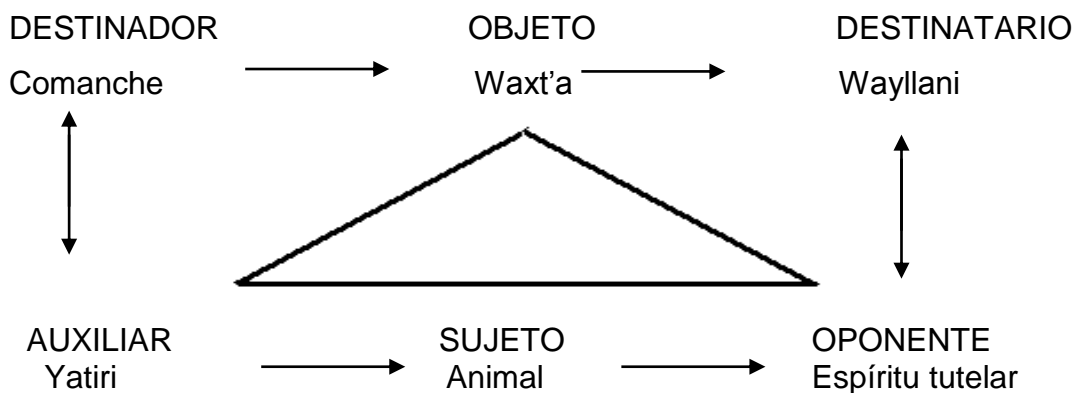 DESTINADOR OBJETO DESTINATARIO
Comanche Waxt’a Wayllani
AUXILIAR SUJETO OPONENTE
Yatiri Animal Espíritu tutelar